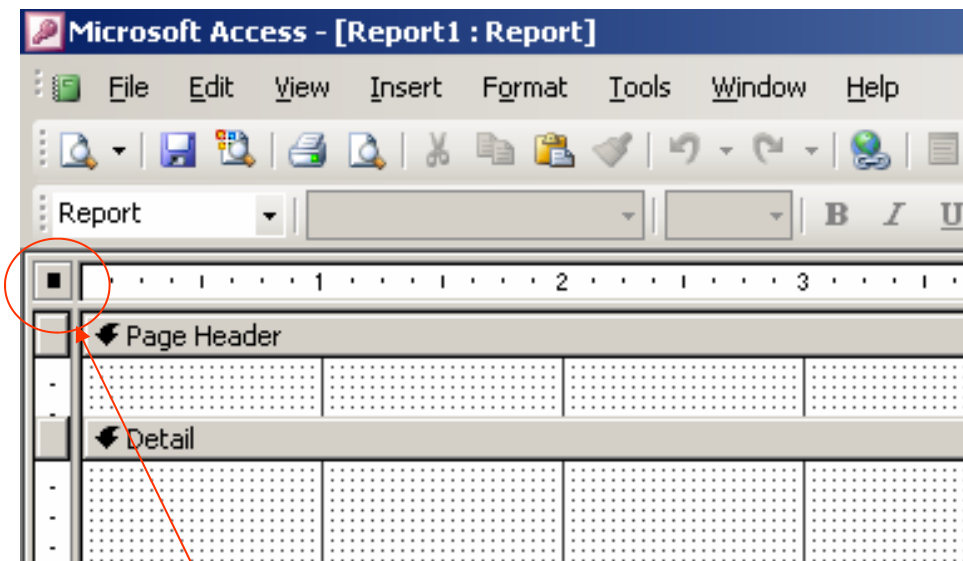 Microsoft Access - [Report1 : Report]
File Edit View Insert Format Tools Window Help
Report B I U
1 2 3
Page Header
Detail